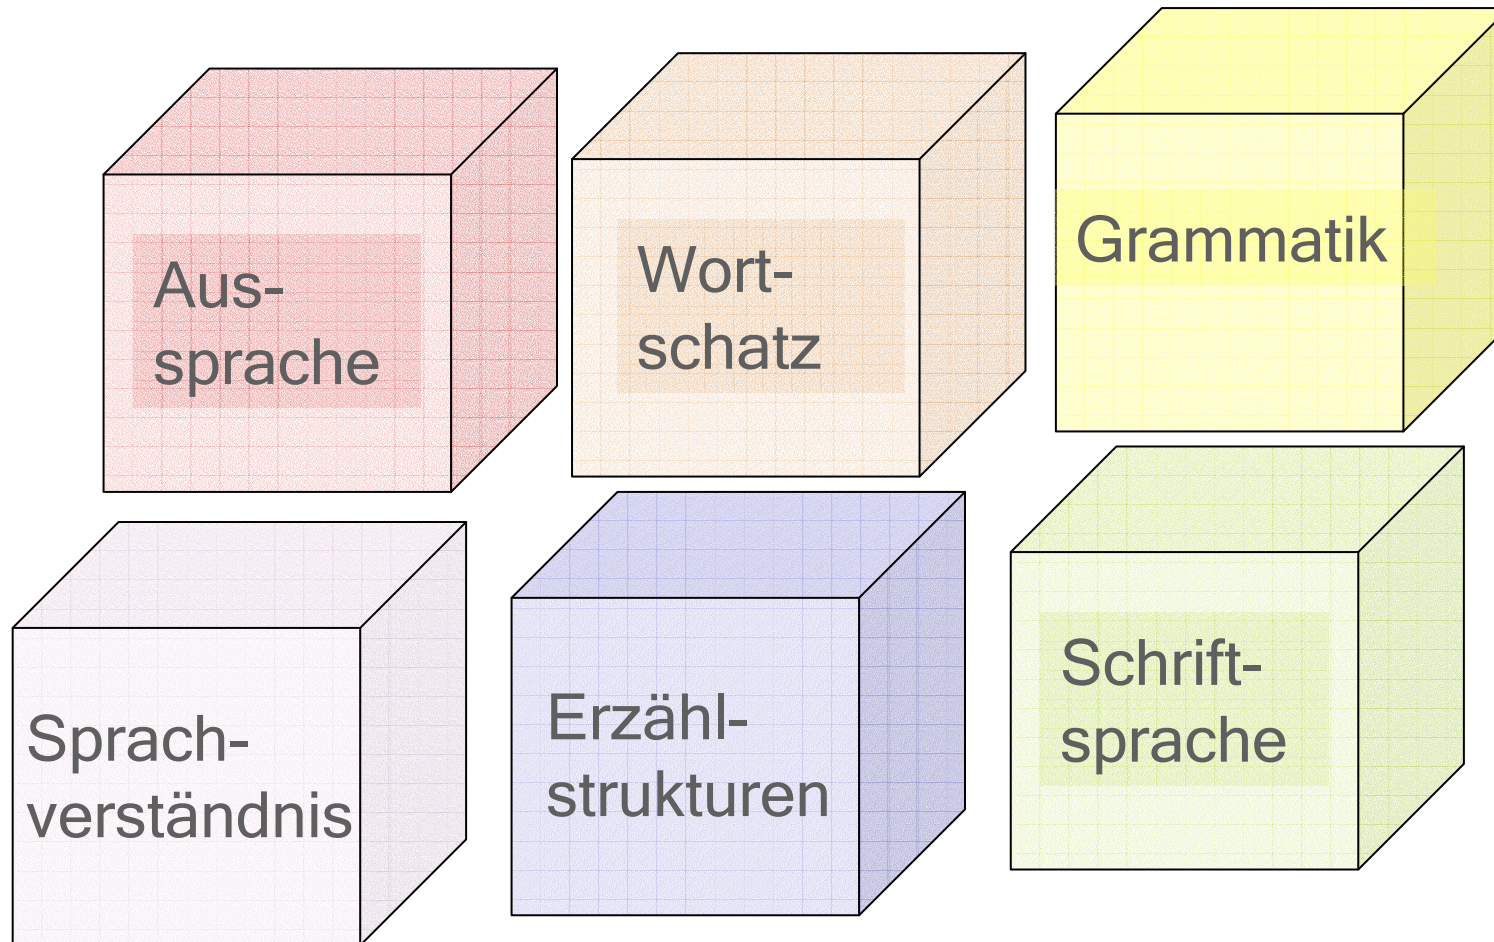 Aus-
sprache
Wort-
schatz
Grammatik
Sprach-
verständnis
Erzähl-
strukturen
Schrift-
sprache